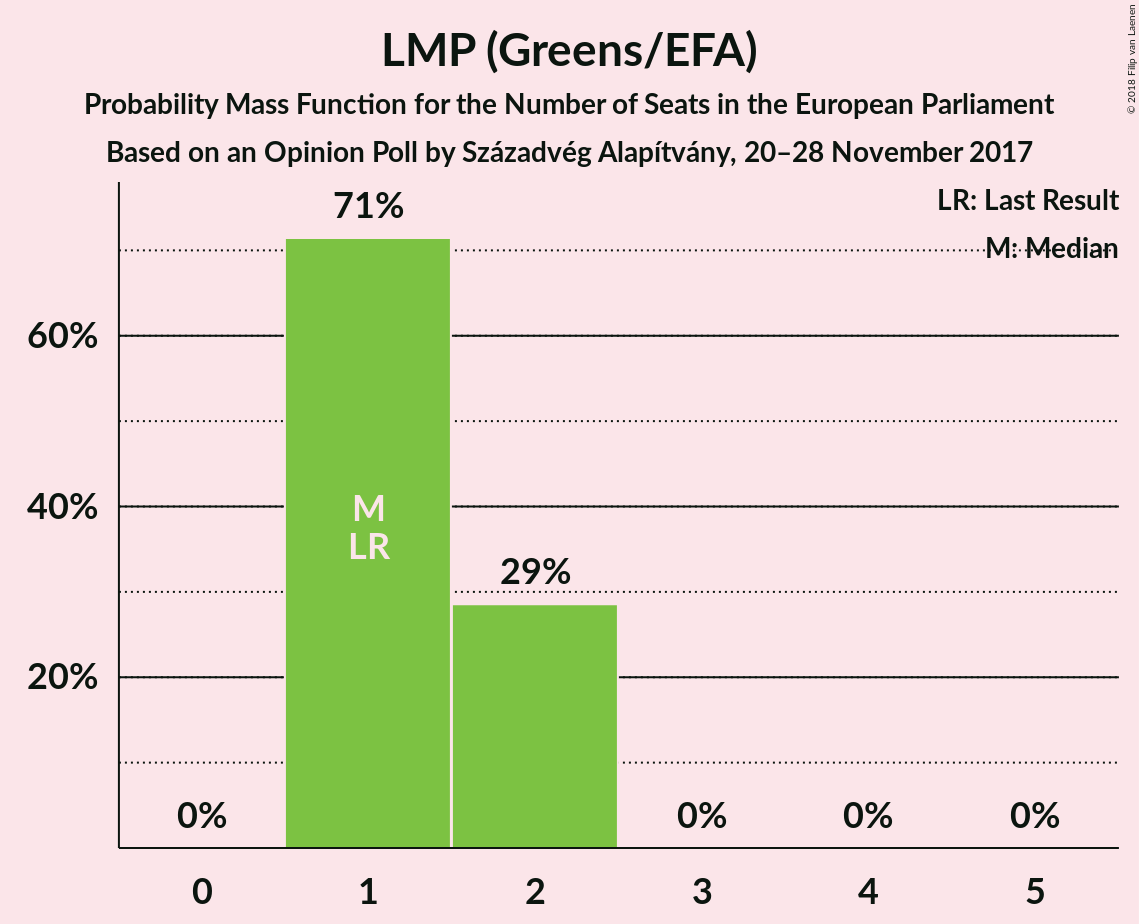 LMP (Greens/EFA)
Probability Mass Function for the Number of Seats in the European Parliament
Based on an Opinion Poll by Századvég Alapítvány, 20–28 November 2017
© 2018 Filip van Laenen
LR: Last Result
M: Median
71%
60%
40%
20%
M
LR
29%
0%
0%
0%
0%
0
1
2
3
4
5